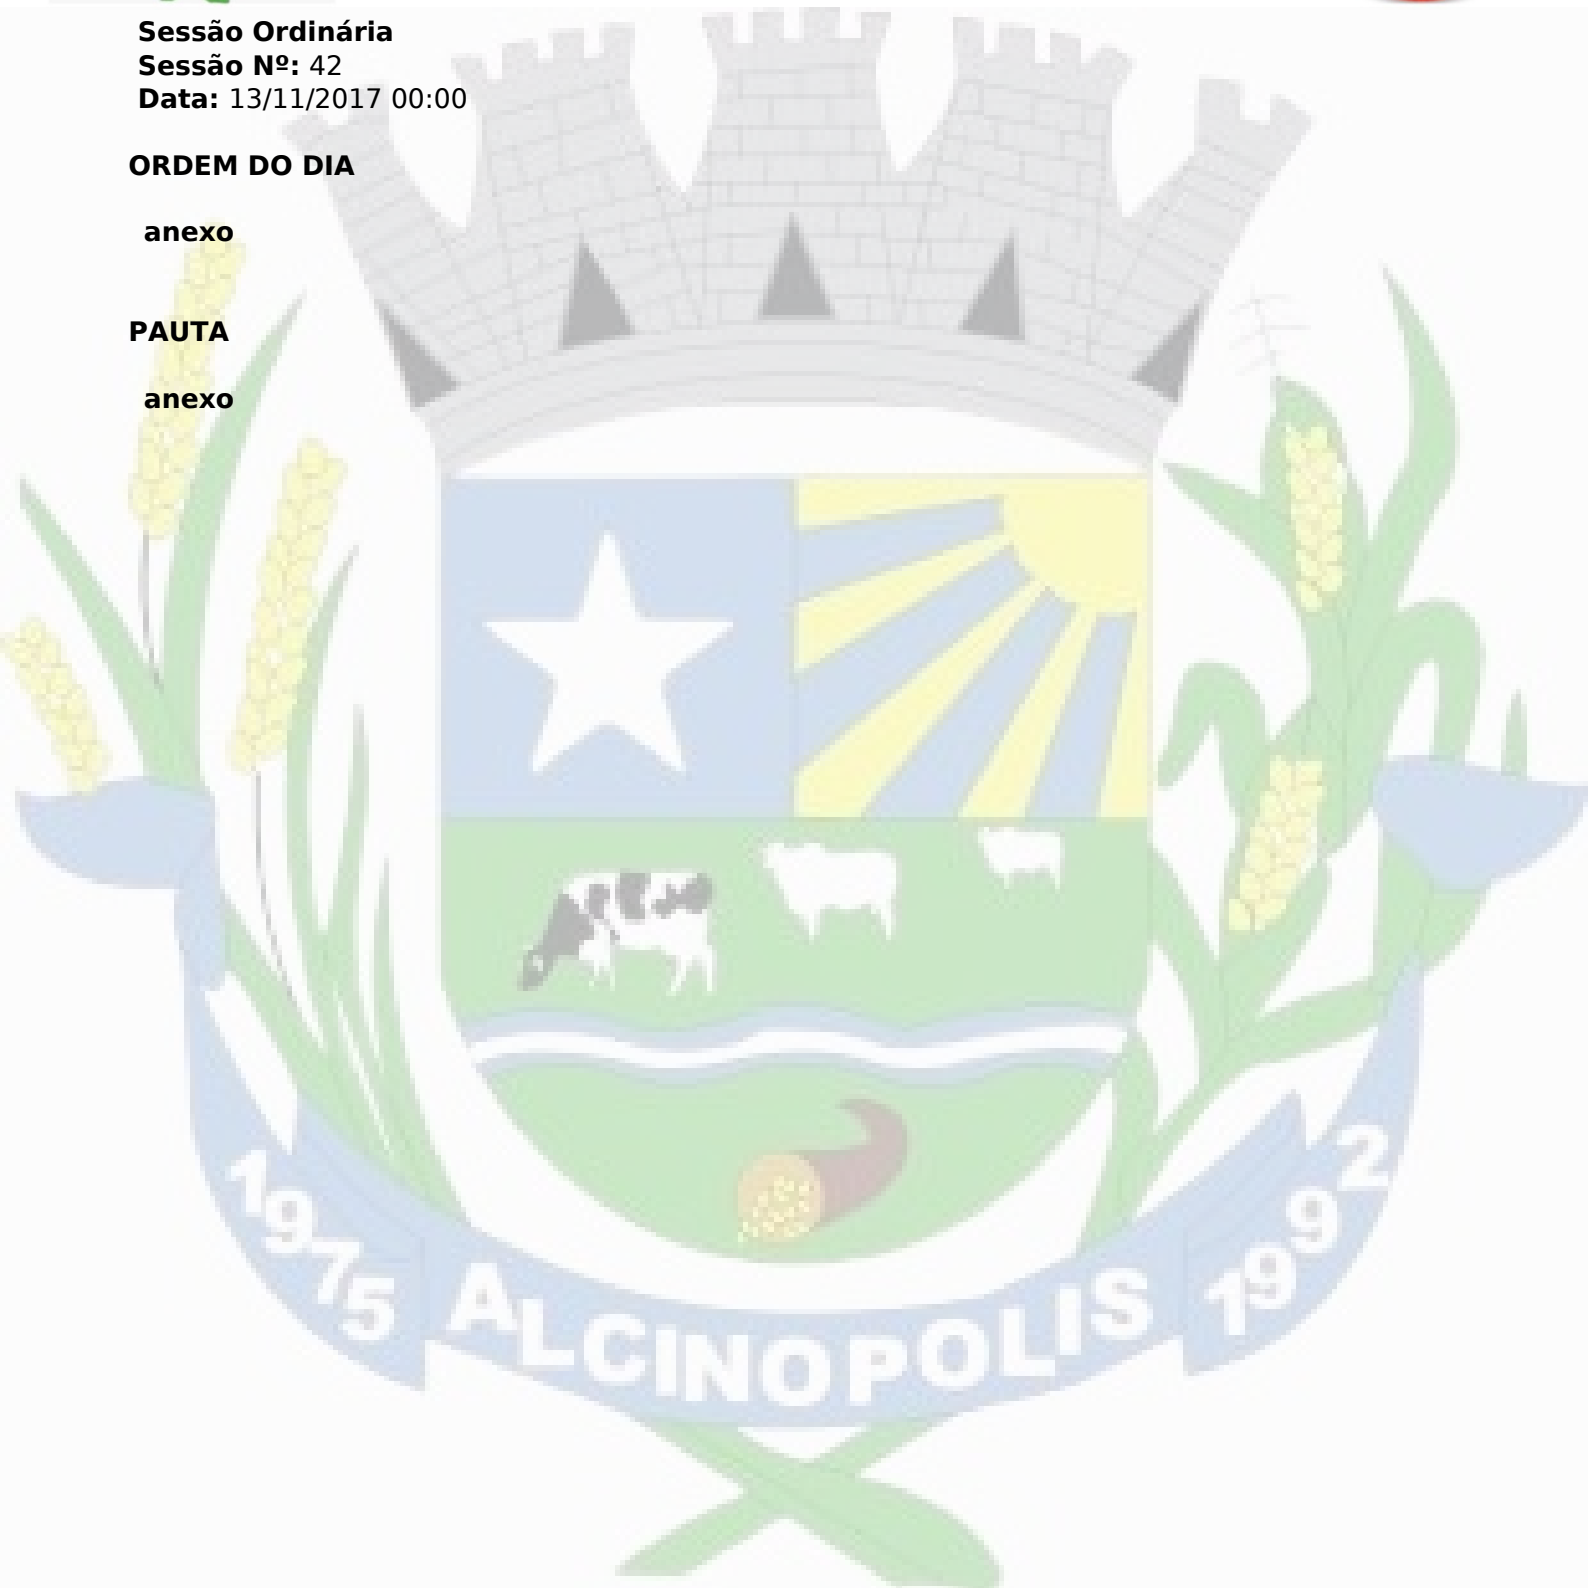 Sessão Ordinária
Sessão Nº: 42
Data: 13/11/2017 00:00
ORDEM DO DIA
anexo
PAUTA
anexo
1975 ALCINOPOLIS 1992